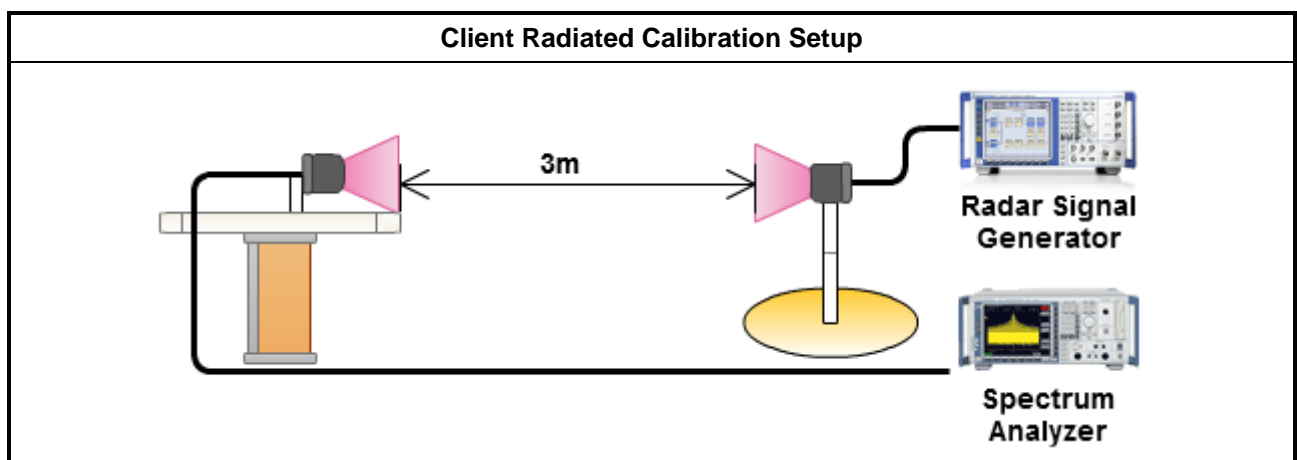 Client Radiated Calibration Setup
3m
Radar Signal
Generator
Spectrum
Analyzer